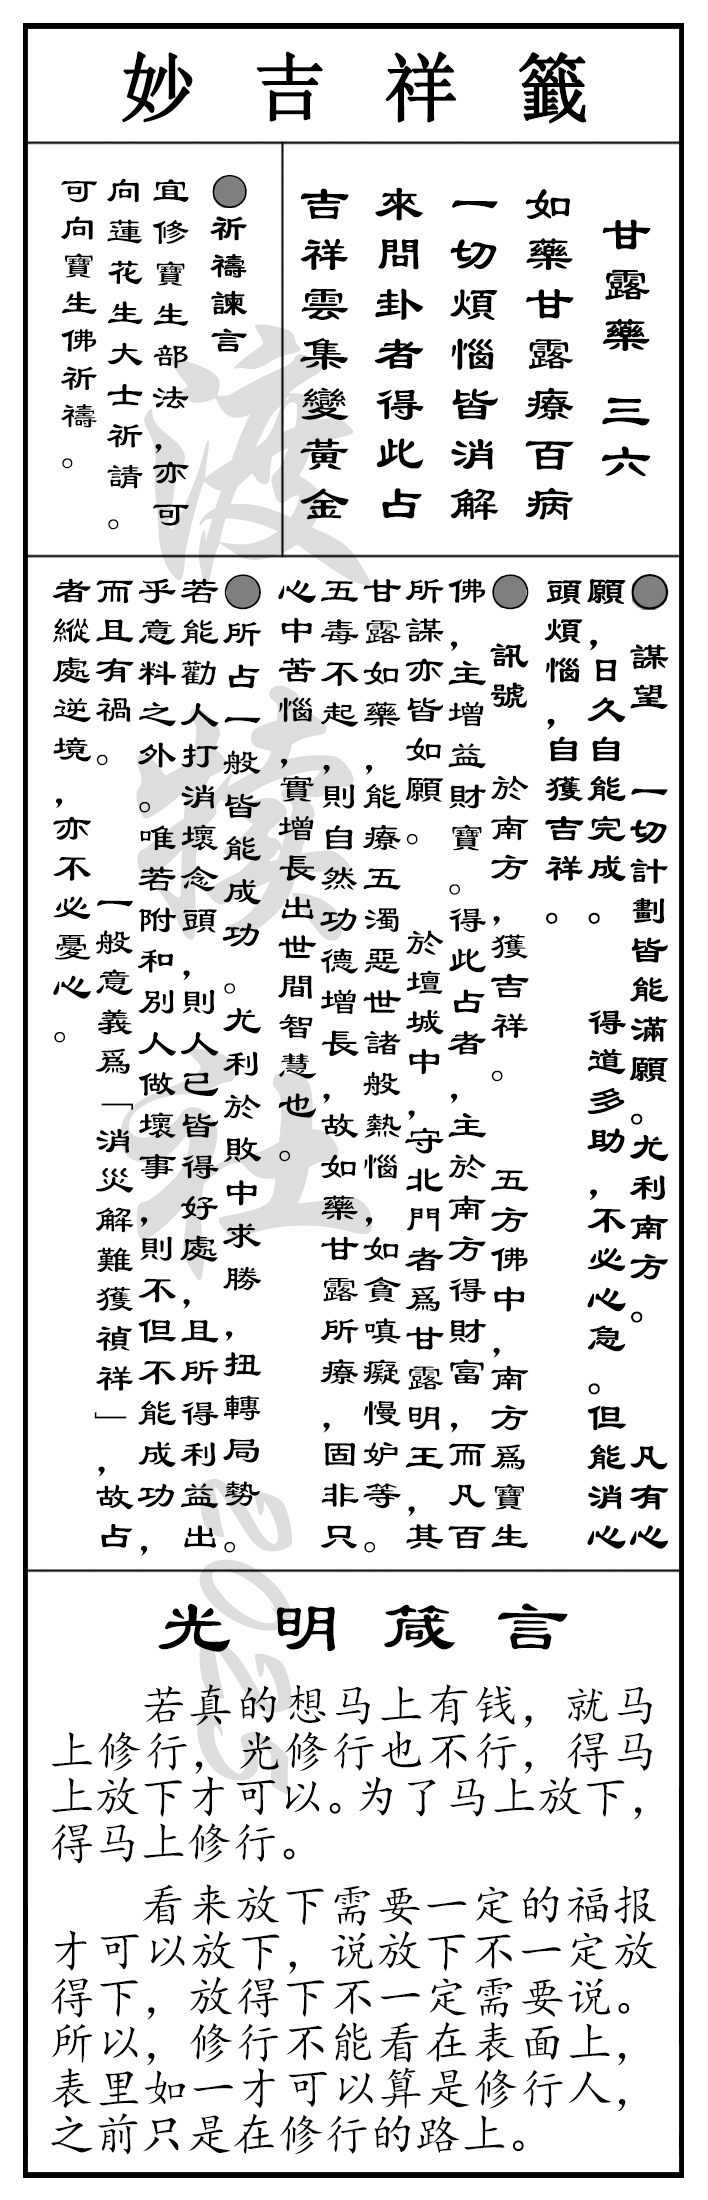 妙吉祥籤
甘露藥 三六
如藥甘露療百病
一切煩惱皆消解
來問卦者得此占
吉祥雲集變黃金
●祈禱諫言
宜修寶生部法，亦可
向蓮花生大士祈請。
可向寶生佛祈禱。
● 謀望 一切計劃皆能滿願。尤利南方。 凡有心
願，日久自能完成。 得道多助，不必心急。但能消心
頭煩惱，自獲吉祥。
● 訊號 於南方，獲吉祥。 五方佛中，南方爲寶生
佛，主增益財寶。得此占者，主於南方得財富，而凡百
所謀亦皆如願。 於壇城中，守北門者爲甘露明王，其
甘露如藥，能療五濁惡世諸般熱惱，如貪嗔癡慢妒等。
五毒不起，則自然功德增長，故如藥甘露所療，固非只
心中苦惱，實增長出世間智慧也。
●所占一般皆能成功。尤利於敗中求勝，扭轉局勢。
若能勸人打消壞念頭，則人己皆得好處，且所得利益出
乎意料之外。唯若附和別人做壞事，則不但不能成功，
而且有禍。 一般意義爲「消災解難獲禎祥」，故占
者縱處逆境，亦不必憂心。
光明箴言
若真的想马上有钱，就马
上修行，光修行也不行，得马
上放下才可以。为了马上放下，
得马上修行。
看来放下需要一定的福报
才可以放下，说放下不一定放
得下，放得下不一定需要说。
所以，修行不能看在表面上，
表里如一才可以算是修行人，
之前只是在修行的路上。
渡犊社 2025